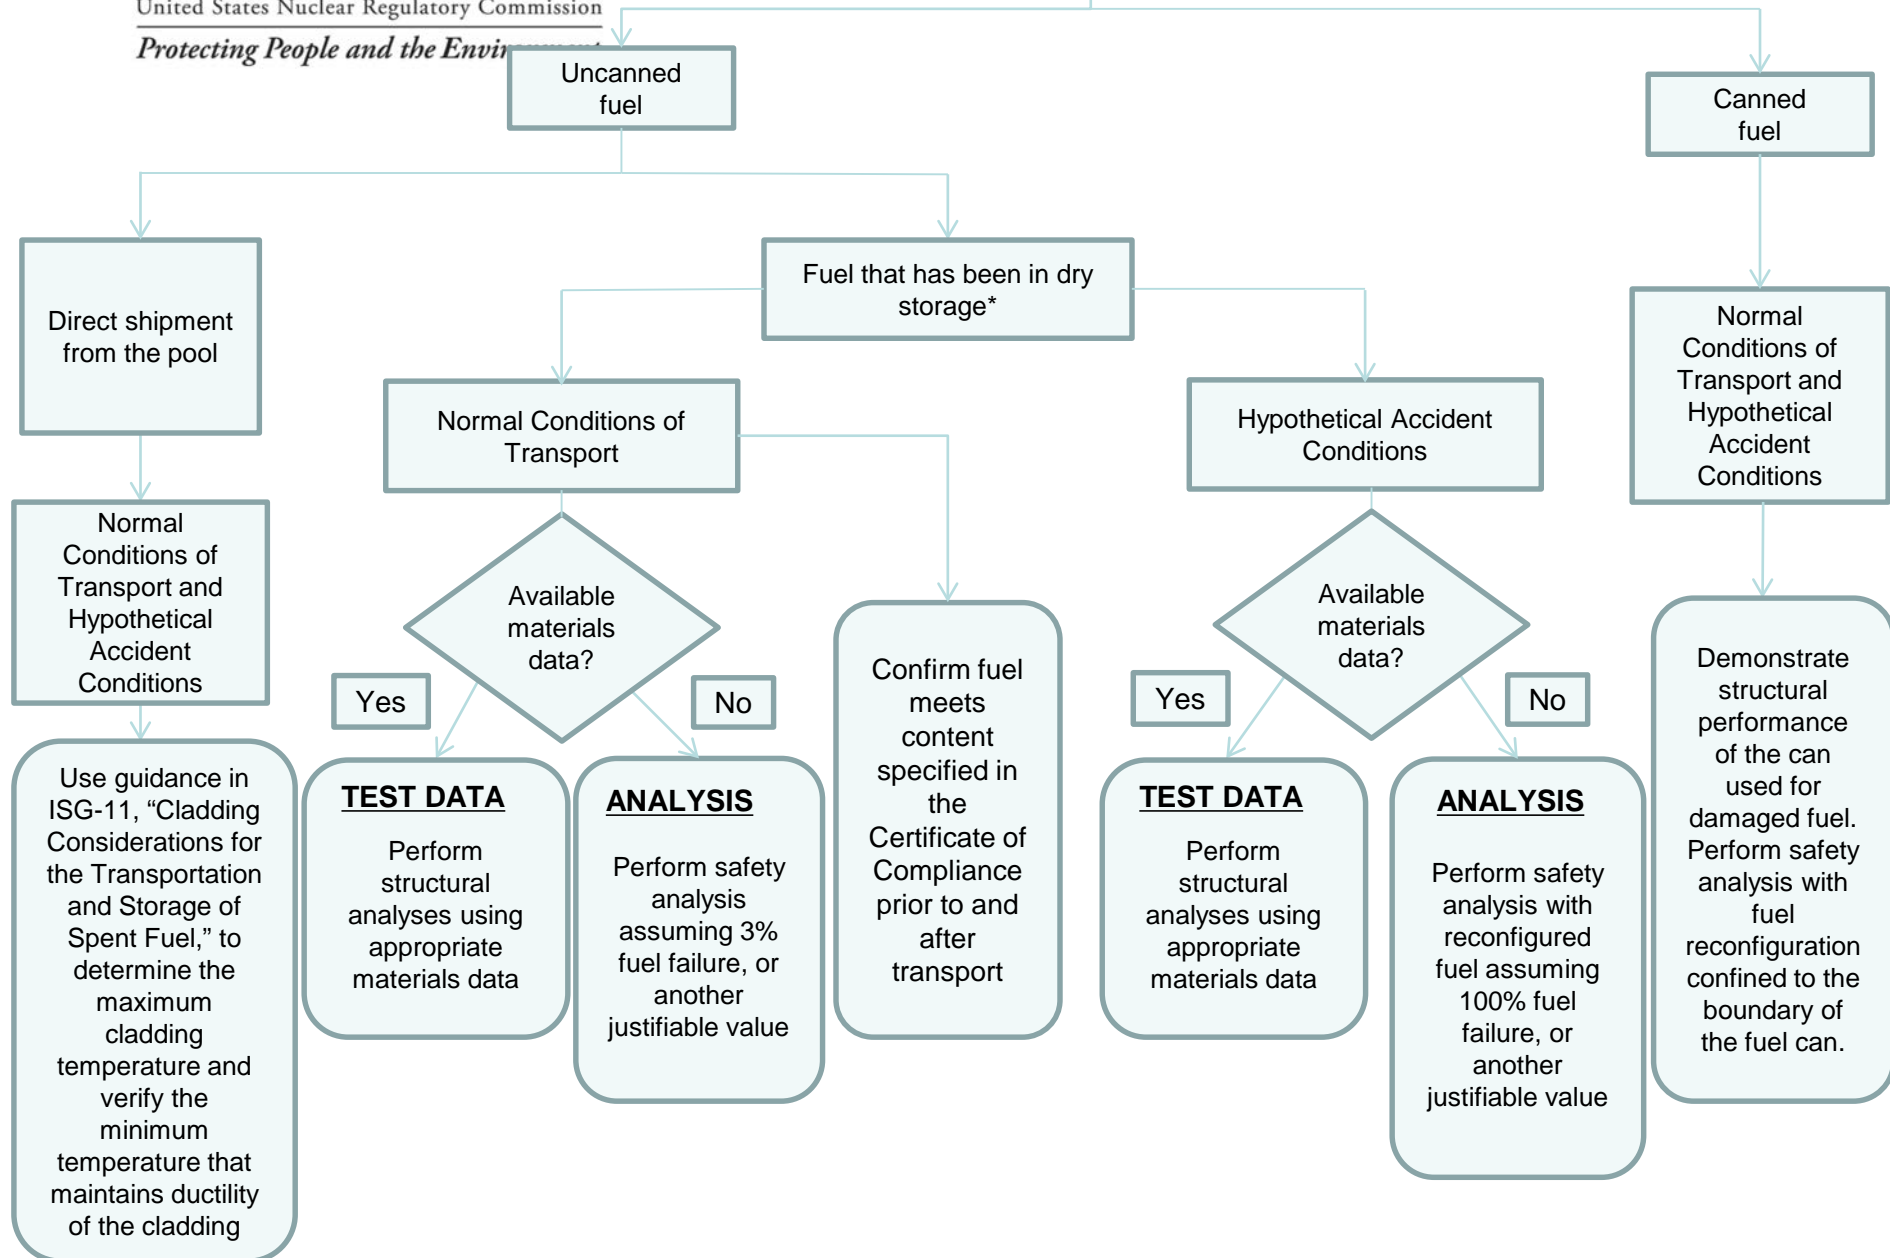 United States Nuclear Regulatory Commission
Protecting People and the Environment
Uncanned
fuel
Canned
fuel
Direct shipment
from the pool
Fuel that has been in dry
storage*
Normal
Conditions of
Transport and
Hypothetical
Accident
Conditions
Normal Conditions of
Transport
Hypothetical Accident
Conditions
Normal
Conditions of
Transport and
Hypothetical
Accident
Conditions
Available
materials
data?
Yes
No
Available
materials
data?
Yes
No
Use guidance in
ISG-11, “Cladding
Considerations for
the Transportation
and Storage of
Spent Fuel,” to
determine the
maximum
cladding
temperature and
verify the
minimum
temperature that
maintains ductility
of the cladding
TEST DATA
Perform
structural
analyses using
appropriate
materials data
ANALYSIS
Perform safety
analysis
assuming 3%
fuel failure, or
another
justifiable value
Confirm fuel
meets
content
specified in
the
Certificate of
Compliance
prior to and
after
transport
TEST DATA
Perform
structural
analyses using
appropriate
materials data
ANALYSIS
Perform safety
analysis with
reconfigured
fuel assuming
100% fuel
failure, or
another
justifiable value
Demonstrate
structural
performance
of the can
used for
damaged fuel.
Perform safety
analysis with
fuel
reconfiguration
confined to the
boundary of
the fuel can.